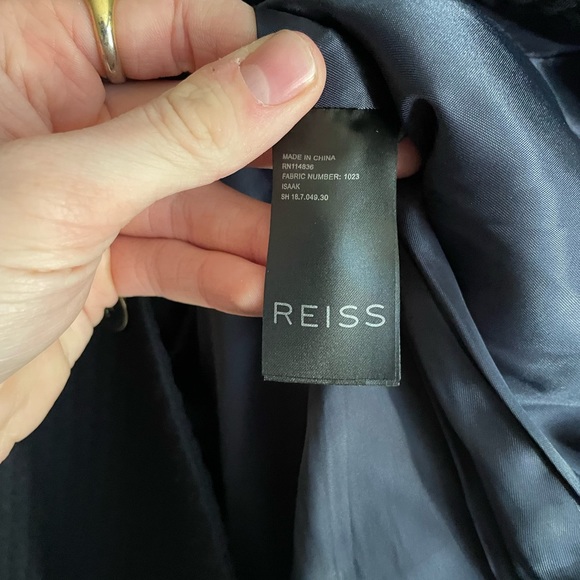 MADE IN CHINA
RN114836
FABRIC NUMBER: 1023
ISAAK
SH 18.7.049.30
REISS